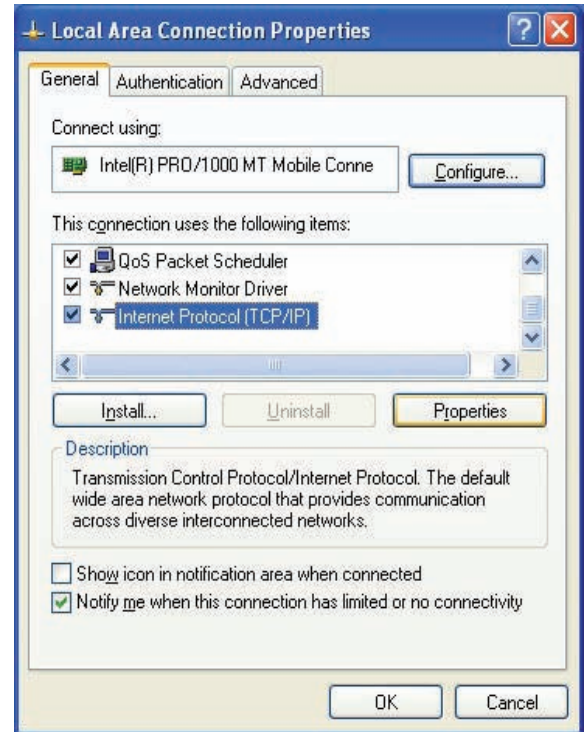 Local Area Connection Properties
General
Authentication
Advanced
Connect using:
Intel(R) PRO/1000 MT Mobile Conne
Configure...
This connection uses the following items:
QoS Packet Scheduler
Network Monitor Driver
Internet Protocol (TCP/IP)
Install...
Uninstall
Properties
Description
Transmission Control Protocol/Internet Protocol. The default
wide area network protocol that provides communication
across diverse interconnected networks.
Show icon in notification area when connected
Notify me when this connection has limited or no connectivity
OK
Cancel